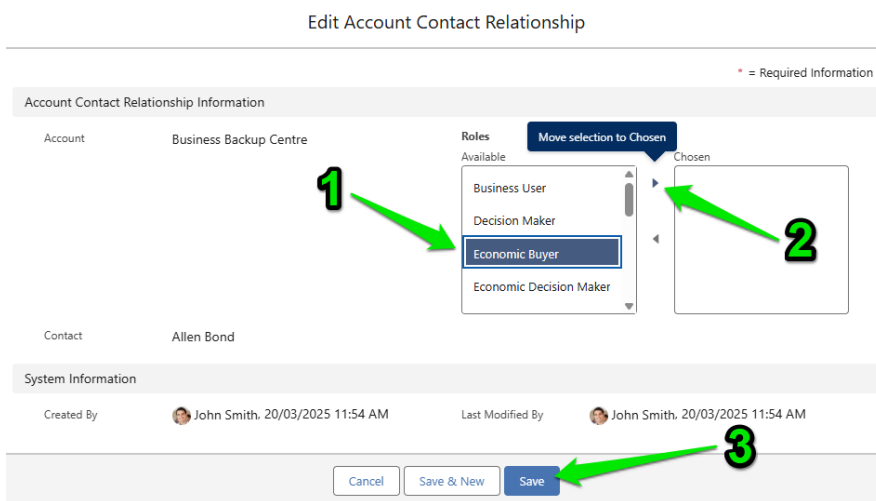 Edit Account Contact Relationship
* = Required Information
Account Contact Relationship Information
Account
Business Backup Centre
Roles
Move selection to Chosen
Available
Chosen
Business User
Decision Maker
Economic Buyer
Economic Decision Maker
1
2
Contact
Allen Bond
System Information
Created By
John Smith, 20/03/2025 11:54 AM
Last Modified By
John Smith, 20/03/2025 11:54 AM
3
Cancel
Save & New
Save